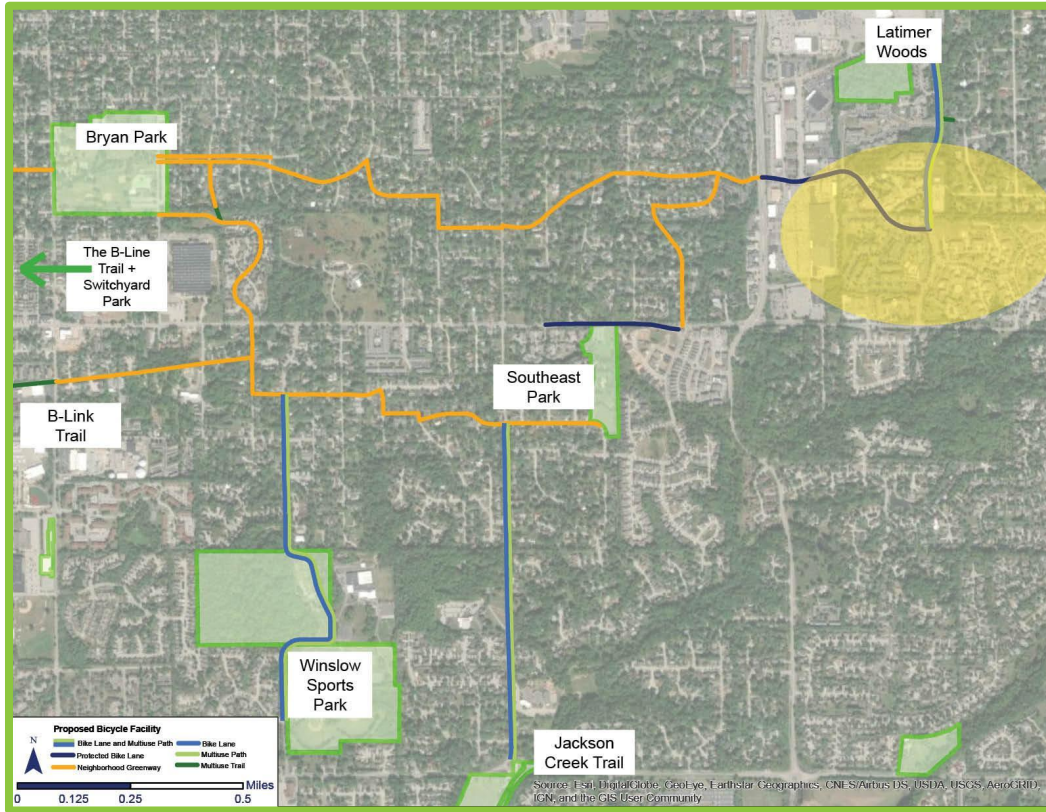 Latimer
Woods
Bryan Park
The B-Line
Trail +
Switchyard
Park
Southeast
Park
B-Link
Trail
Winslow
Sports
Park
Jackson
Creek Trail
Proposed Bicycle Facility
N
Bike Lane and Multiuse Path
Bike Lane
Protected Bike Lane
Multiuse Path
Neighborhood Greenway
Multiuse Trail
Miles
0 0.125 0.25 0.5
Source: Esri, DigitalGlobe, GeoEye, Earthstar Geographics, CNES/Airbus DS, USDA, USGS, AeroGRID,
IGN, and the GIS User Community